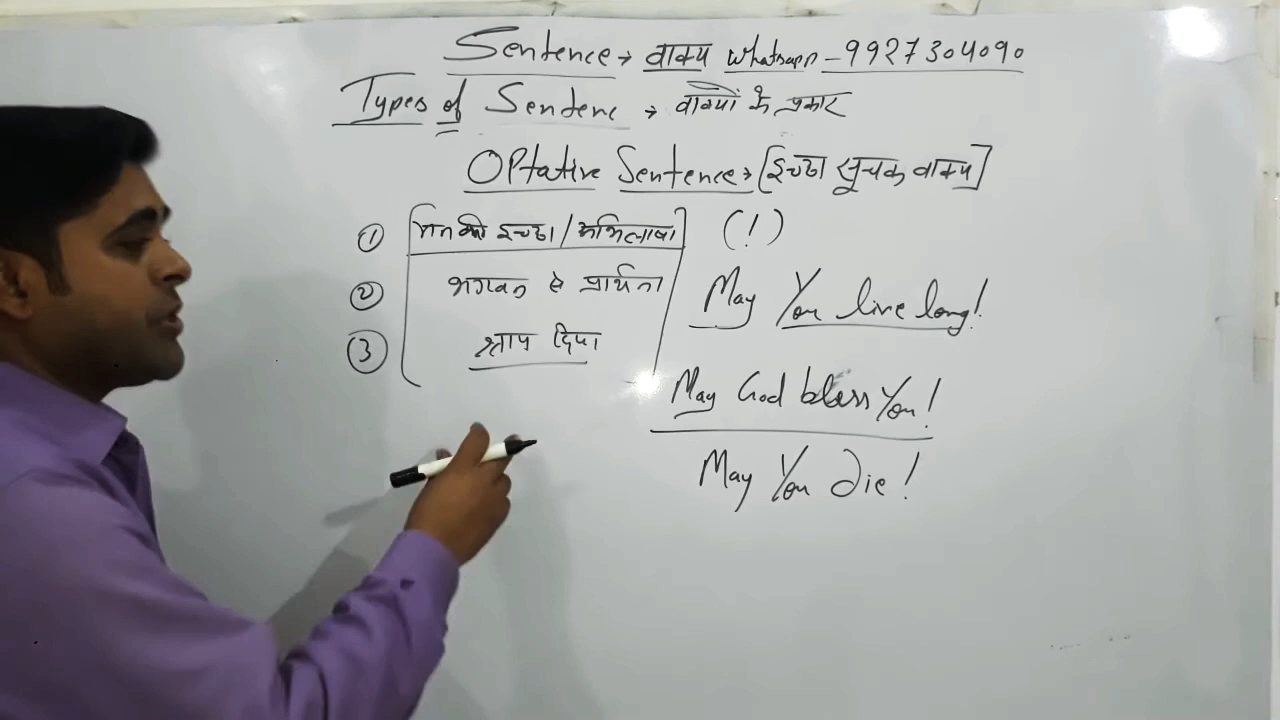 Sentence → वाक्य Whatsapp - 9927304090
Types of Sentenc → वाक्यों के प्रकार
OPtative Sentence → [इच्छा सूचक वाक्य]
① मन की इच्छा / अभिलाषा (!)
② भगवान से प्रार्थना May You live long!
③ श्राप दिया
May God bless You!
May You Die!